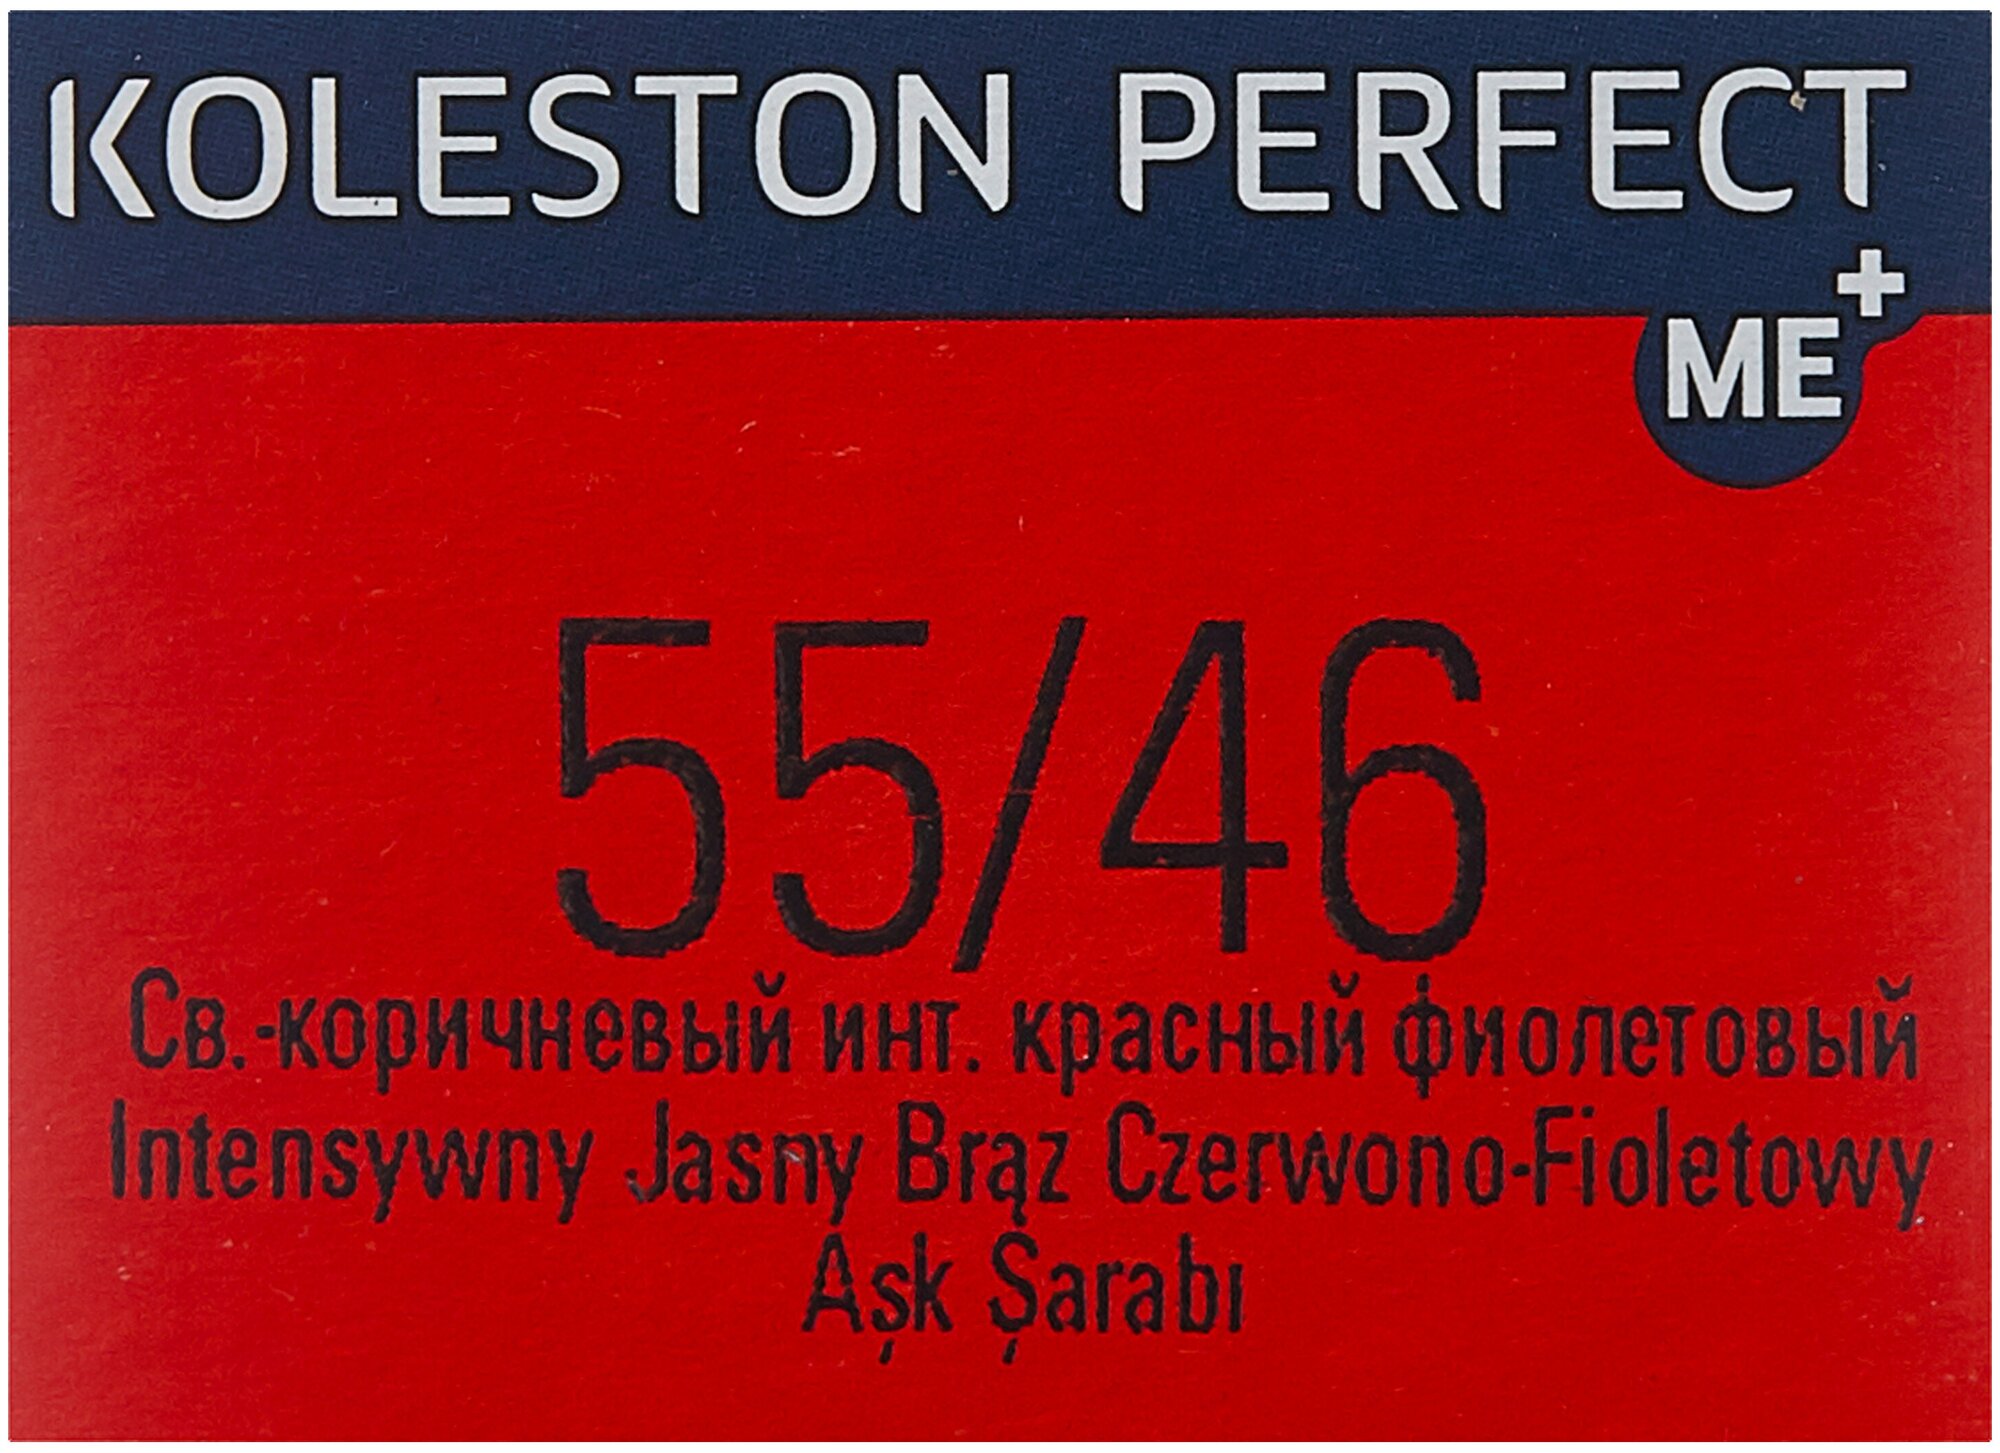 KOLESTON PERFECT
ME+
55/46
Св.-коричневый инт. красный фиолетовый
Intensywny Jasny Brąz Czerwono-Fioletowy
Aşk Şarabı